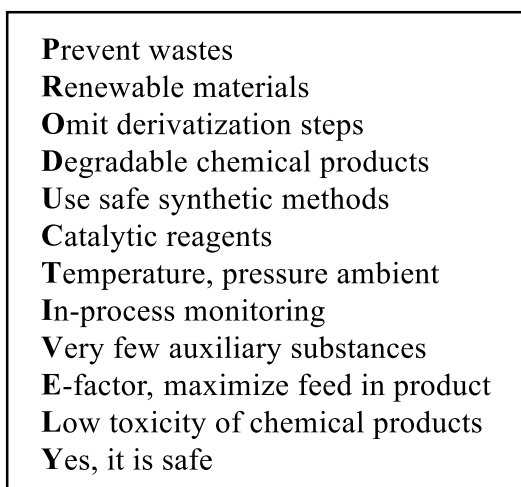 Prevent wastes
Renewable materials
Omit derivatization steps
Degradable chemical products
Use safe synthetic methods
Catalytic reagents
Temperature, pressure ambient
In-process monitoring
Very few auxiliary substances
E-factor, maximize feed in product
Low toxicity of chemical products
Yes, it is safe